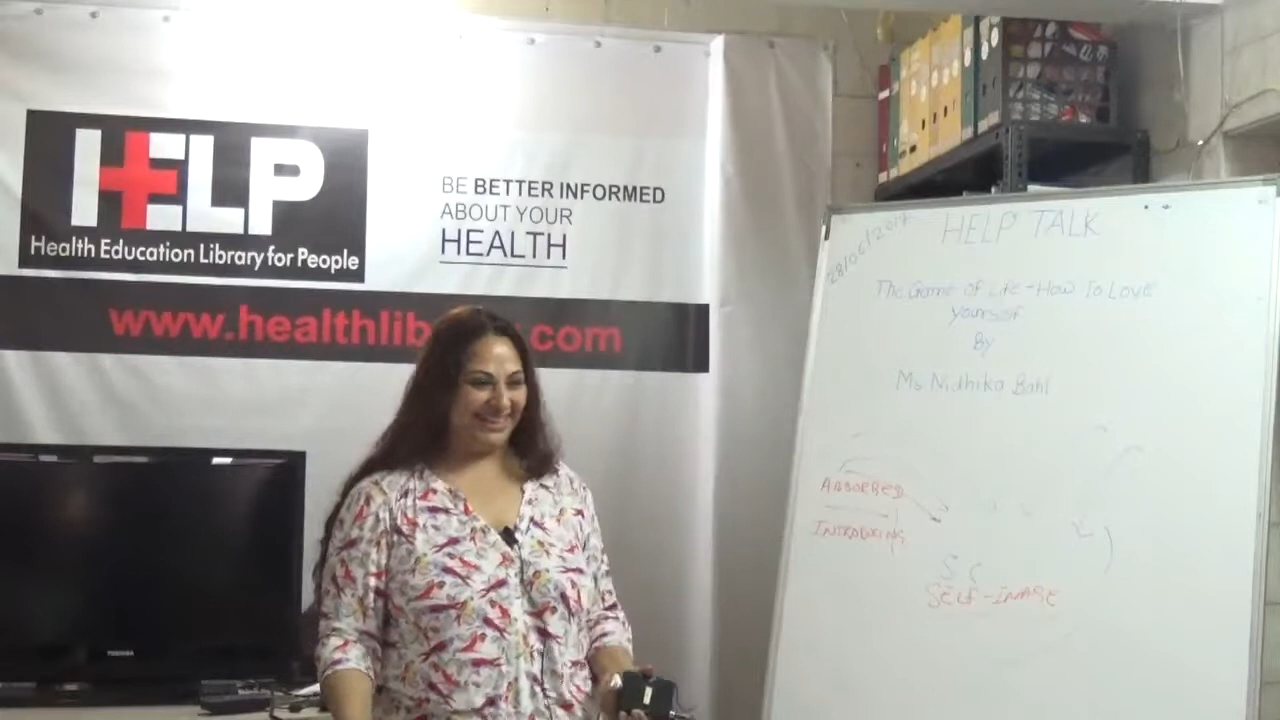 HELP
Health Education Library for People
BE BETTER INFORMED
ABOUT YOUR
HEALTH
www.healthlib .com
TOSHIBA
28/06/2017
HELP TALK
The Game of Life - How To Love
Yourself
By
Ms Nidhika Bahl
ABSORBED
INTRODUCING
SELF-IMAGE